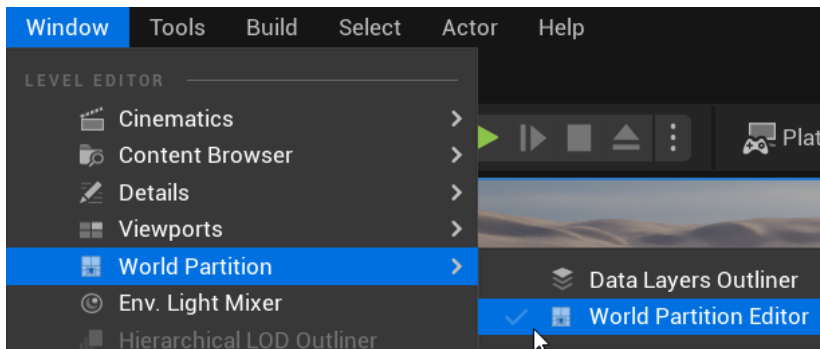 Window Tools Build Select Actor Help
LEVEL EDITOR
Cinematics
Content Browser
Details
Viewports
World Partition
Env. Light Mixer
Hierarchical LOD Outliner
Plat
Data Layers Outliner
World Partition Editor